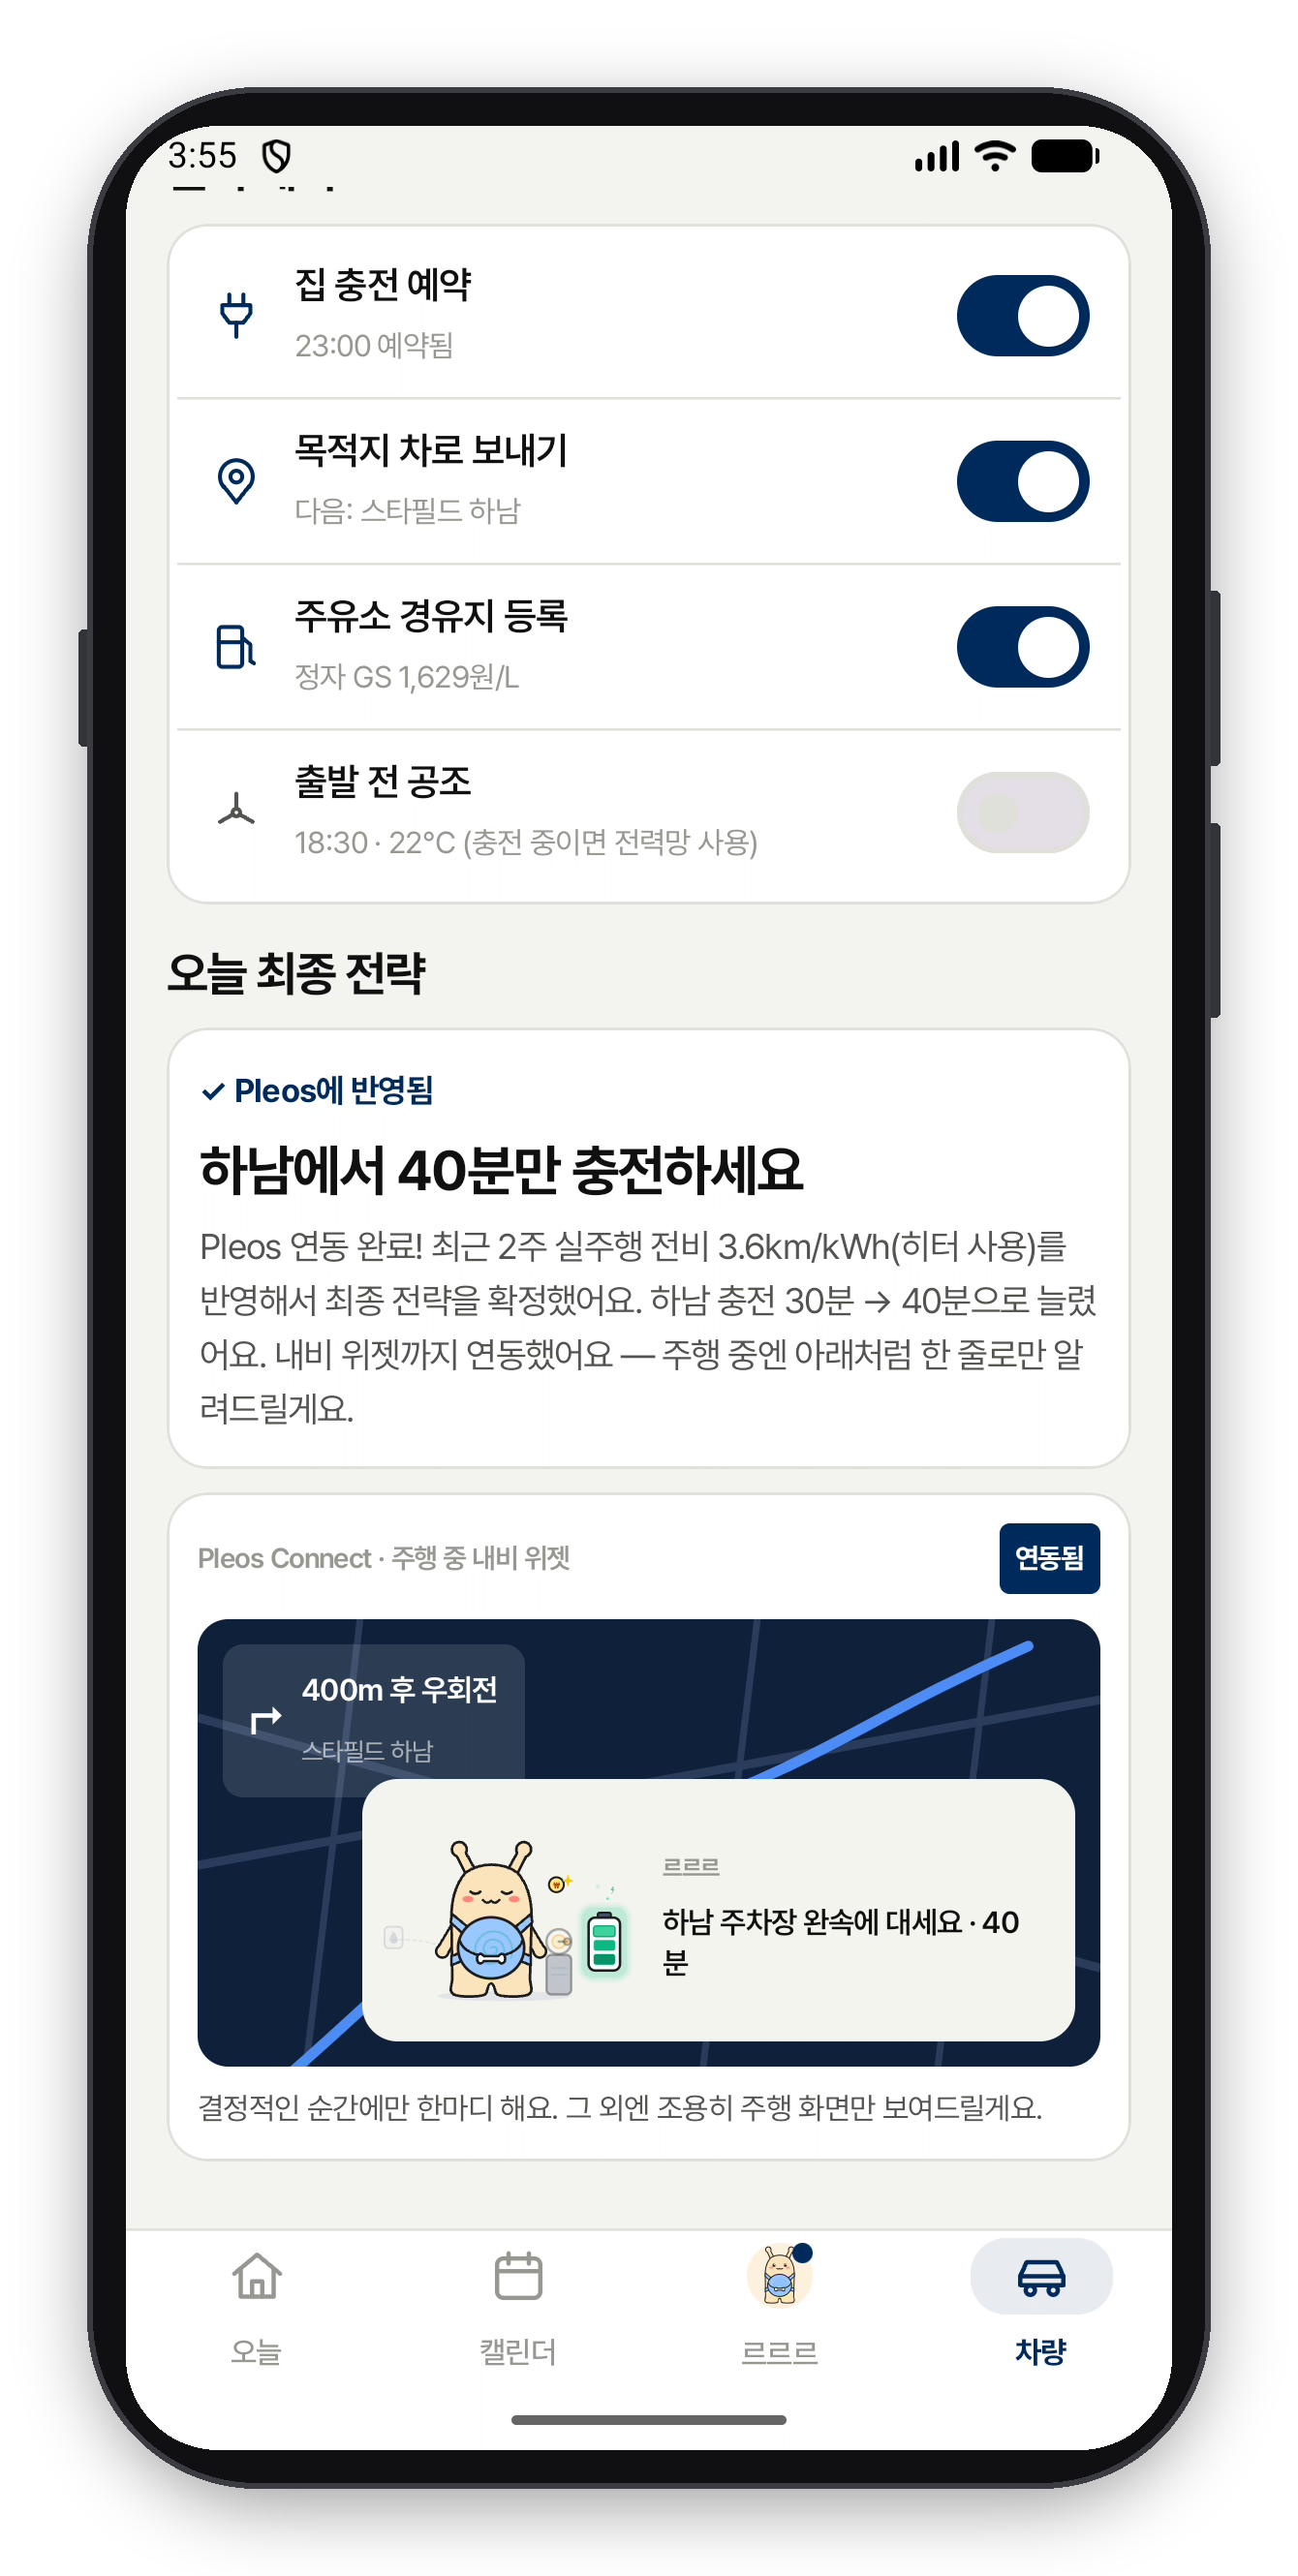 3:55
집 충전 예약
23:00 예약됨
목적지 차로 보내기
다음: 스타필드 하남
주유소 경유지 등록
정자 GS 1,629원/L
출발 전 공조
18:30 · 22°C (충전 중이면 전력망 사용)
오늘 최종 전략
✓ Pleos에 반영됨
하남에서 40분만 충전하세요
Pleos 연동 완료! 최근 2주 실주행 전비 3.6km/kWh(히터 사용)를
반영해서 최종 전략을 확정했어요. 하남 충전 30분 → 40분으로 늘렸
어요. 내비 위젯까지 연동했어요 — 주행 중엔 아래처럼 한 줄로만 알
려드릴게요.
Pleos Connect · 주행 중 내비 위젯
연동됨
400m 후 우회전
스타필드 하남
르르르
하남 주차장 완속에 대세요 · 40
분
결정적인 순간에만 한마디 해요. 그 외엔 조용히 주행 화면만 보여드릴게요.
오늘
캘린더
르르르
차량